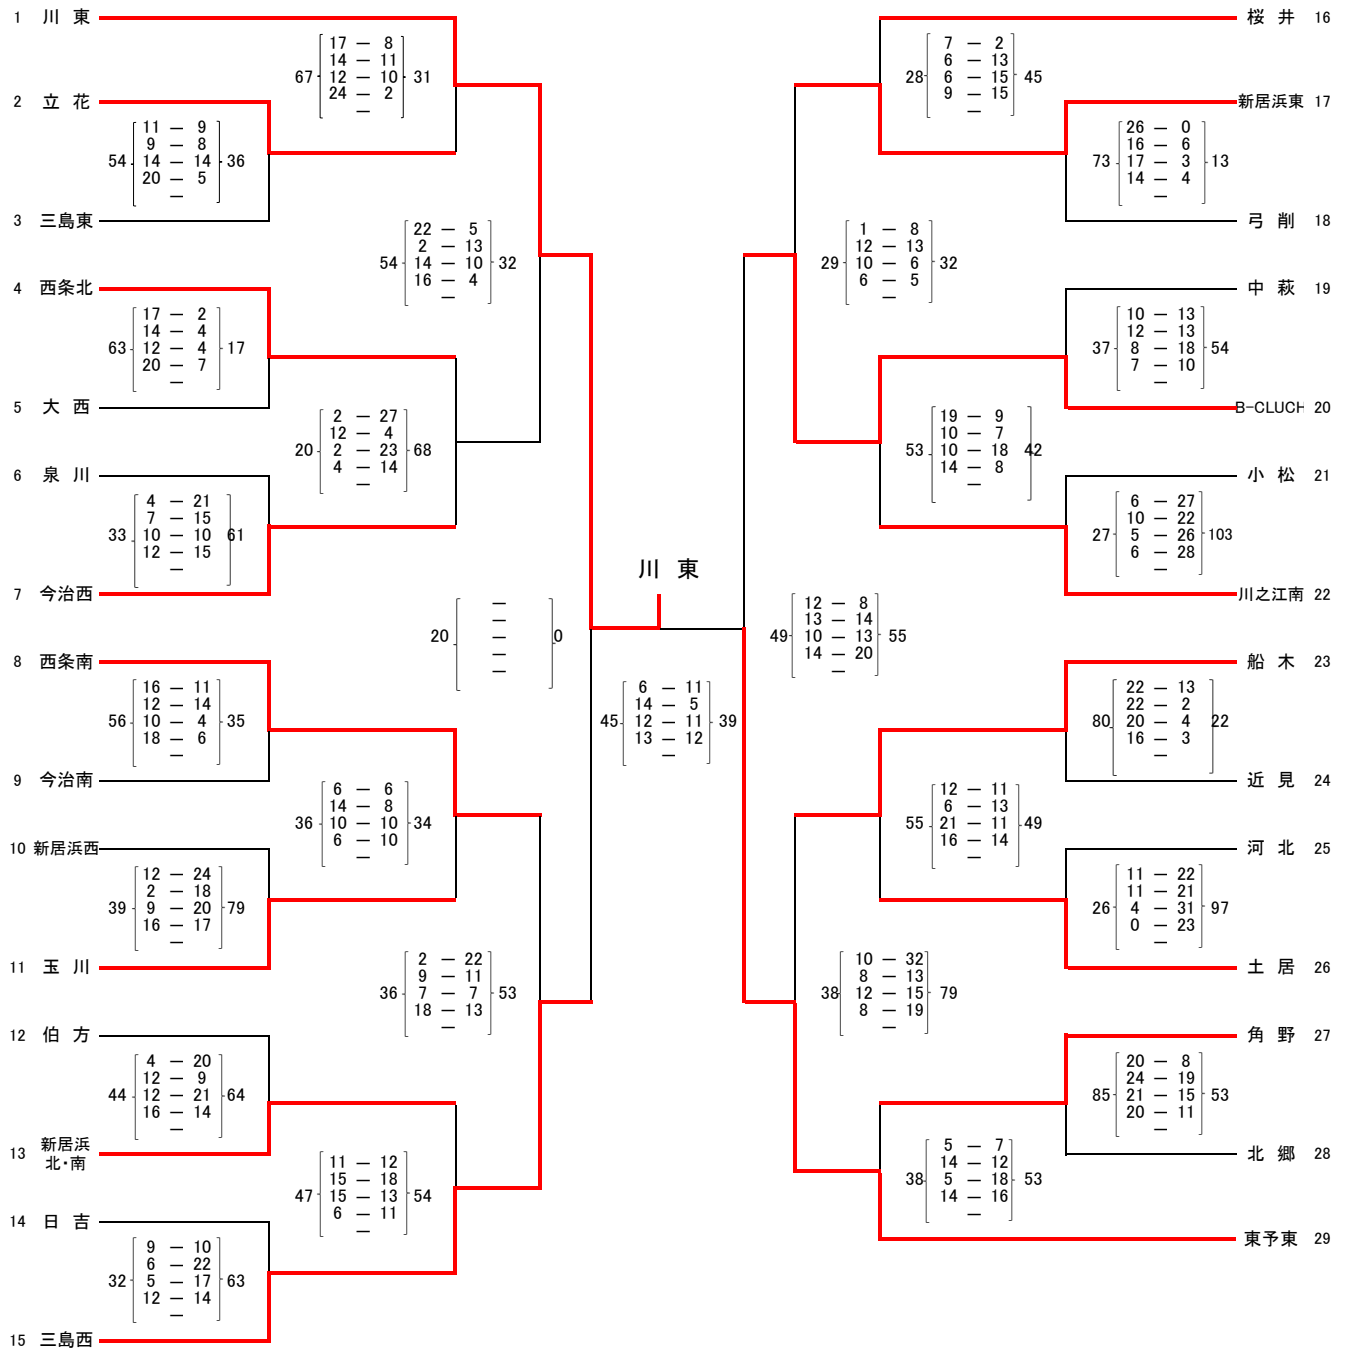 1 川 東
67 17 — 8 31
14 — 11
12 — 10
24 — 2
—
2 立 花
54 11 — 9 36
9 — 8
14 — 14
20 — 5
—
3 三島東
54 22 — 5 32
2 — 13
14 — 10
16 — 4
—
4 西条北
63 17 — 2 17
14 — 4
12 — 4
20 — 7
—
5 大 西
20 2 — 27 68
12 — 4
2 — 23
4 — 14
—
6 泉 川
33 4 — 21 61
7 — 15
10 — 10
12 — 15
—
7 今治西
川 東
20 — 0
—
—
—
—
8 西条南
56 16 — 11 35
12 — 14
10 — 4
18 — 6
—
45 6 — 11 39
14 — 5
12 — 11
13 — 12
—
9 今治南
36 6 — 6 34
14 — 8
10 — 10
6 — 10
—
10 新居浜西
39 12 — 24 79
2 — 18
9 — 20
16 — 17
—
11 玉 川
36 2 — 22 53
9 — 11
7 — 7
18 — 13
—
12 伯 方
44 4 — 20 64
12 — 9
12 — 21
16 — 14
—
13 新居浜
北・南
47 11 — 12 54
15 — 18
15 — 13
6 — 11
—
14 日 吉
32 9 — 10 63
6 — 22
5 — 17
12 — 14
—
15 三島西
桜 井 16
28 7 — 2 45
6 — 13
6 — 15
9 — 15
—
新居浜東 17
73 26 — 0 13
16 — 6
17 — 3
14 — 4
—
弓 削 18
29 1 — 8 32
12 — 13
10 — 6
6 — 5
—
中 萩 19
37 10 — 13 54
12 — 13
8 — 18
7 — 10
—
B-CLUCH 20
53 19 — 9 42
10 — 7
10 — 18
14 — 8
—
小 松 21
27 6 — 27 103
10 — 22
5 — 26
6 — 28
—
川之江南 22
49 12 — 8 55
13 — 14
10 — 13
14 — 20
—
船 木 23
80 22 — 13 22
22 — 2
20 — 4
16 — 3
—
近 見 24
55 12 — 11 49
6 — 13
21 — 11
16 — 14
—
河 北 25
26 11 — 22 97
11 — 21
4 — 31
0 — 23
—
土 居 26
38 10 — 32 79
8 — 13
12 — 15
8 — 19
—
角 野 27
85 20 — 8 53
24 — 19
21 — 15
20 — 11
—
北 郷 28
38 5 — 7 53
14 — 12
5 — 18
14 — 16
—
東予東 29